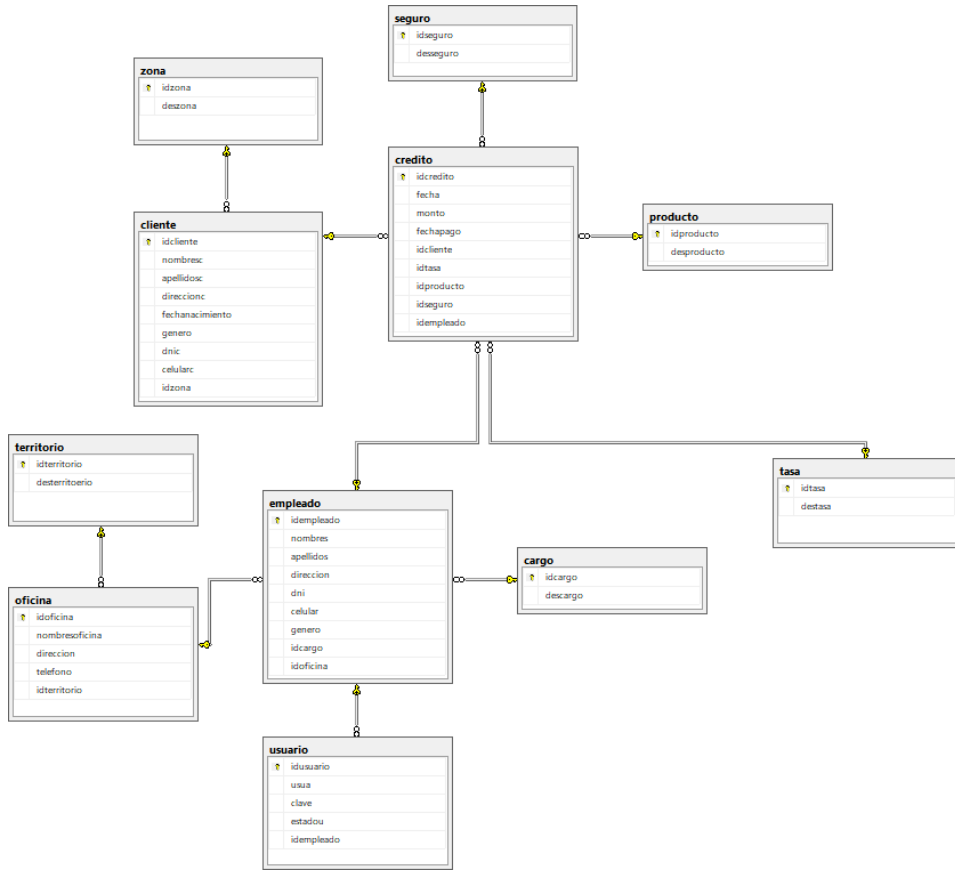 seguro
idseguro
desseguro
zona
idzona
deszona
credito
idcredito
fecha
monto
fechapago
idcliente
idtasa
idproducto
idseguro
idempleado
producto
idproducto
desproducto
cliente
idcliente
nombresc
apellidosc
direccionc
fechanacimiento
genero
dnic
celularc
idzona
territorio
idterritorio
desterritoerio
tasa
idtasa
destasa
empleado
idempleado
nombres
apellidos
direccion
dni
celular
genero
idcargo
idoficina
cargo
idcargo
descargo
oficina
idoficina
nombresoficina
direccion
telefono
idterritorio
usuario
idusuario
usua
clave
estadou
idempleado